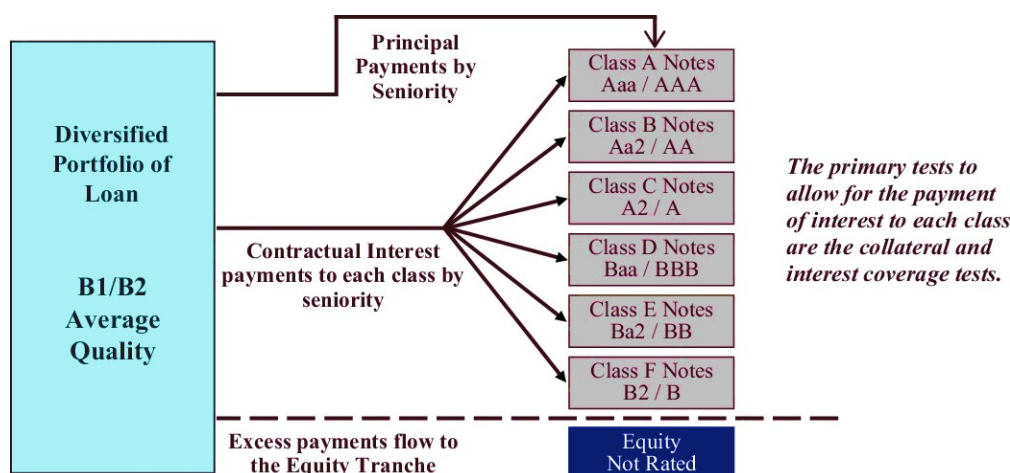 Diversified
Portfolio of
Loan
B1/B2
Average
Quality
Principal
Payments by
Seniority
Contractual Interest
payments to each class by
seniority
Excess payments flow to
the Equity Tranche
Class A Notes
Aaa / AAA
Class B Notes
Aa2 / AA
Class C Notes
A2 / A
Class D Notes
Baa / BBB
Class E Notes
Ba2 / BB
Class F Notes
B2 / B
Equity
Not Rated
The primary tests to
allow for the payment
of interest to each class
are the collateral and
interest coverage tests.